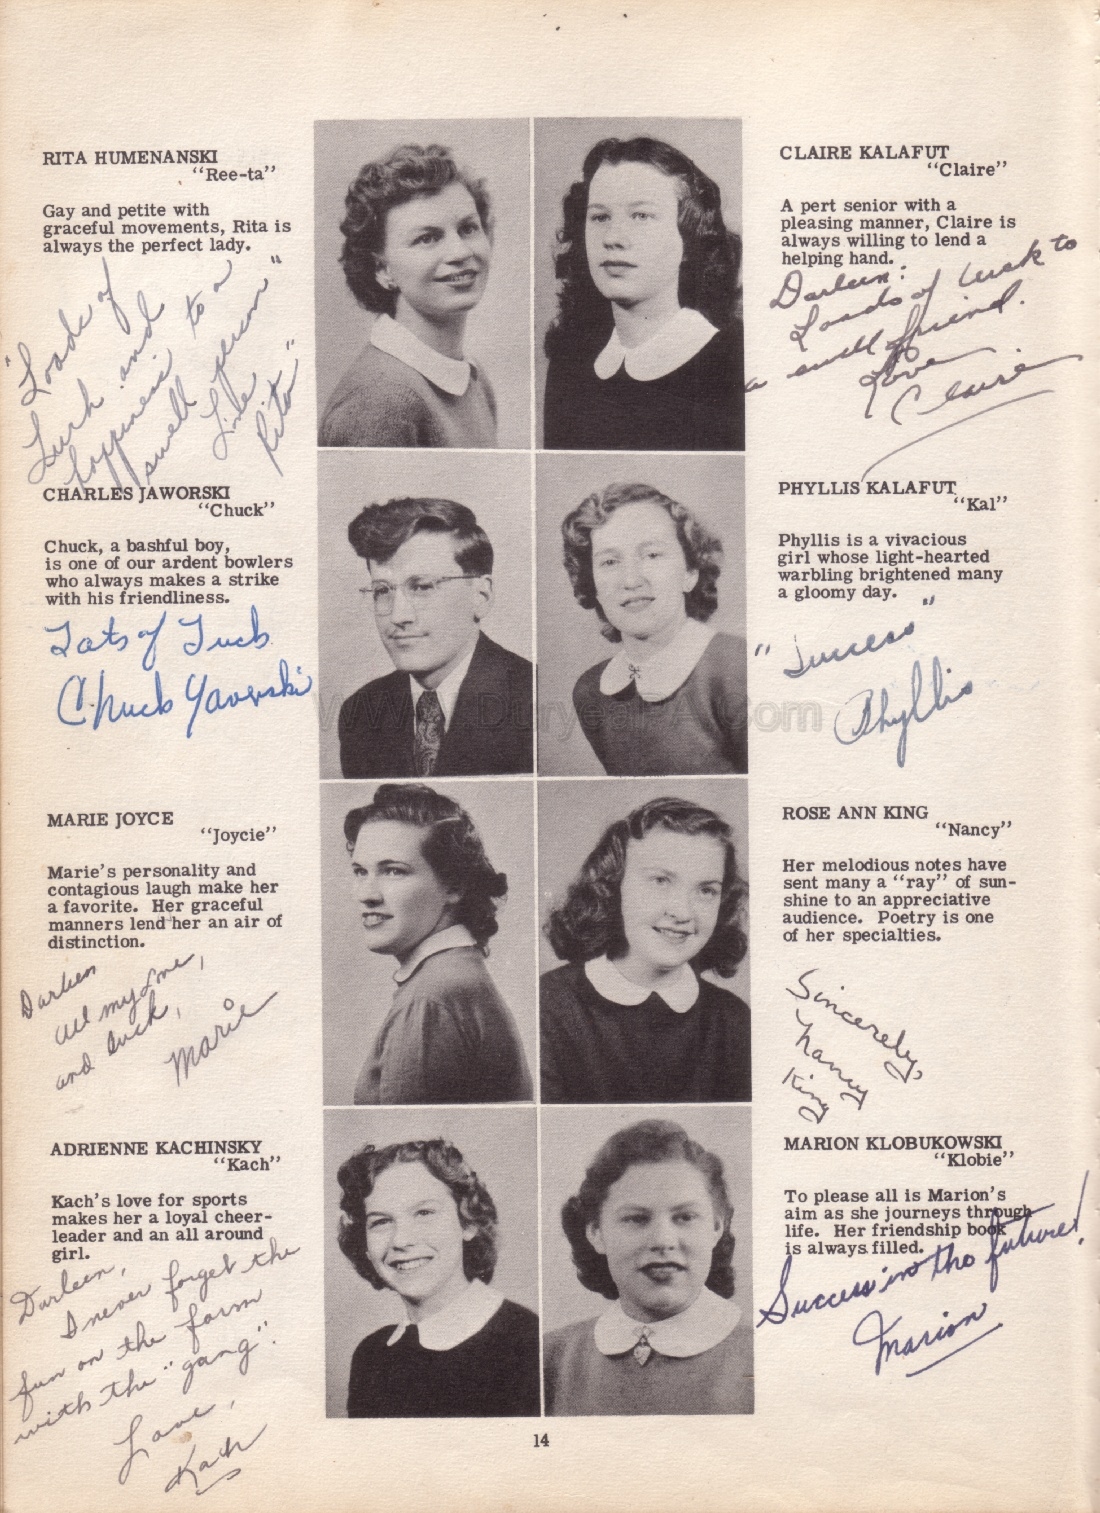 RITA HUMENANSKI
"Ree-ta"
Gay and petite with
graceful movements, Rita is
always the perfect lady.
"Loads of
Luck and
happiness to a
swell person"
Rita"
CHARLES JAWORSKI
"Chuck"
Chuck, a bashful boy,
is one of our ardent bowlers
who always makes a strike
with his friendliness.
Lots of Luck
Chuck Yaworski
MARIE JOYCE
"Joycie"
Marie's personality and
contagious laugh make her
a favorite. Her graceful
manners lend her an air of
distinction.
Darleen
All my love,
and luck,
Marie
ADRIENNE KACHINSKY
"Kach"
Kach's love for sports
makes her a loyal cheer-
leader and an all around
girl.
Darleen,
I never forget the
fun on the farm
with the "gang".
Love,
Kach
CLAIRE KALAFUT
"Claire"
A pert senior with a
pleasing manner, Claire is
always willing to lend a
helping hand.
Darleen:
Loads of luck to
a swell friend.
Love
Claire
PHYLLIS KALAFUT
"Kal"
Phyllis is a vivacious
girl whose light-hearted
warbling brightened many
a gloomy day.
"Success"
Phyllis
ROSE ANN KING
"Nancy"
Her melodious notes have
sent many a "ray" of sun-
shine to an appreciative
audience. Poetry is one
of her specialties.
Sincerely,
Nancy
King
MARION KLOBUKOWSKI
"Klobie"
To please all is Marion's
aim as she journeys through
life. Her friendship book
is always filled.
Success in the future!
Marion
WWW.DuryeaPA.Com
14